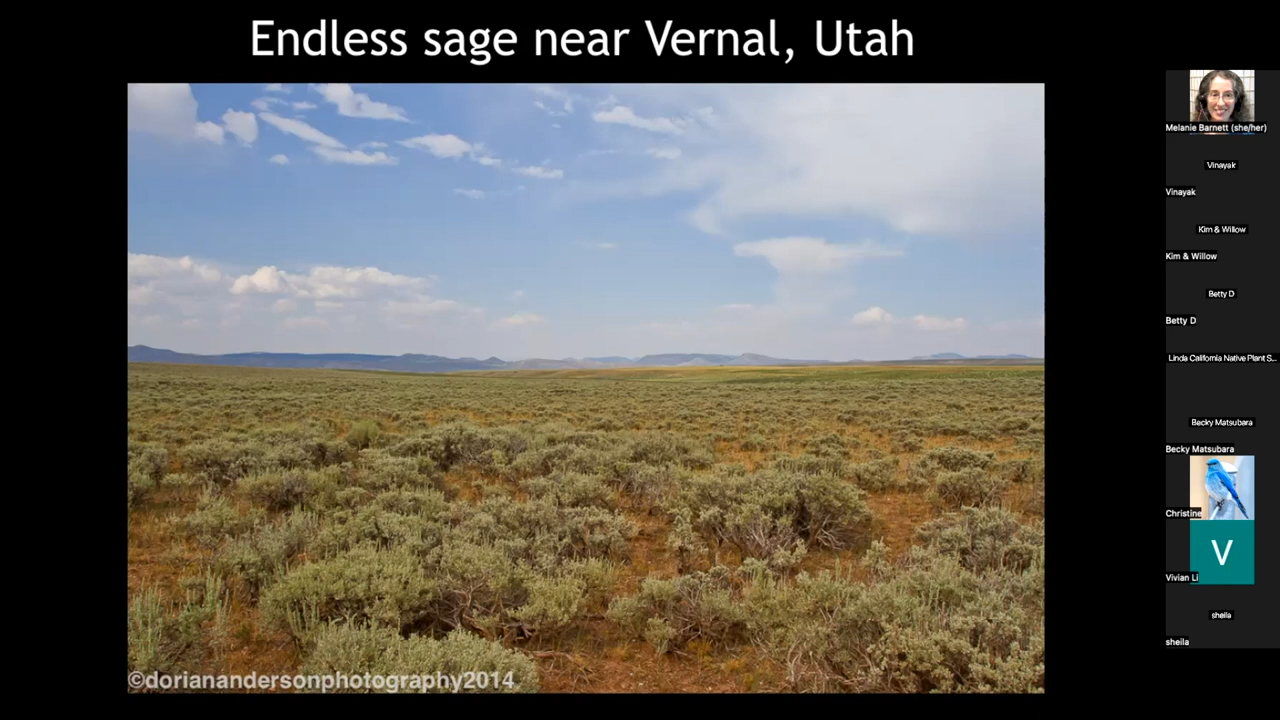 Endless sage near Vernal, Utah
©dorianandersonphotography2014
Melanie Barnett (she/her)
Vinayak
Vinayak
Kim & Willow
Kim & Willow
Betty D
Betty D
Linda California Native Plant S...
Becky Matsubara
Becky Matsubara
Christine
V
Vivian Li
sheila
sheila